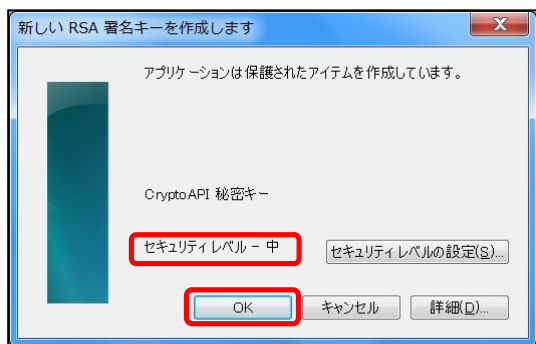 新しい RSA 署名キーを作成します
アプリケーションは保護されたアイテムを作成しています。
CryptoAPI 秘密キー
セキュリティ レベル - 中
セキュリティ レベルの設定(S)...
OK
キャンセル
詳細(D)...